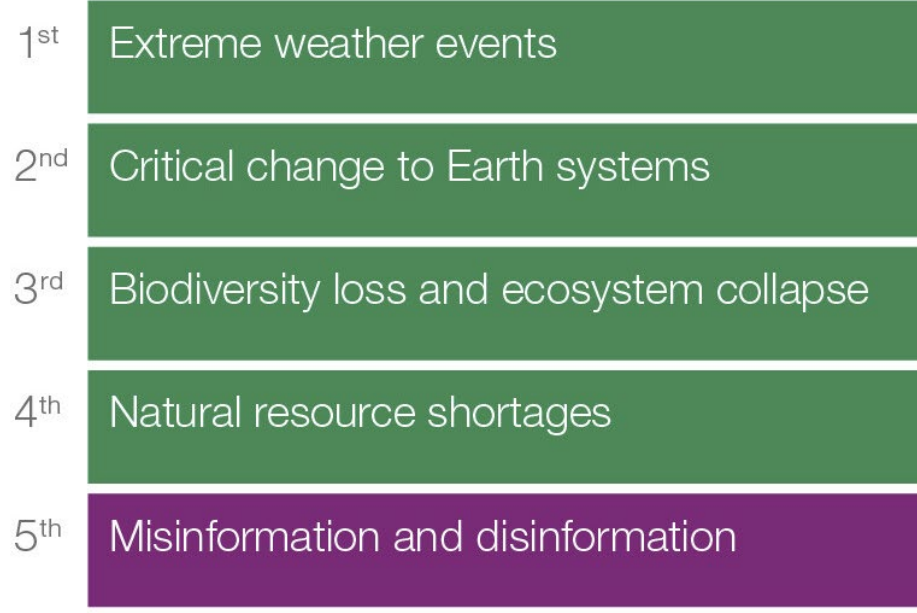 1st Extreme weather events
2nd Critical change to Earth systems
3rd Biodiversity loss and ecosystem collapse
4th Natural resource shortages
5th Misinformation and disinformation